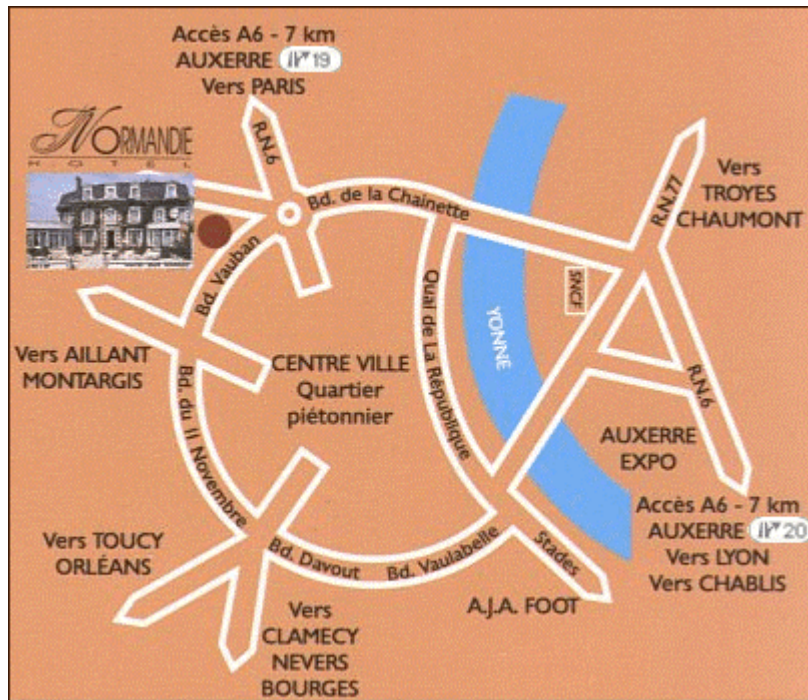 Accès A6 - 7 km
AUXERRE 19
Vers PARIS
NORMANDIE
HOTEL
R.N.6
Bd. de la Chainette
R.N.77
Vers
TROYES
CHAUMONT
Bd. Vauban
SNCF
Quai de La République
YONNE
Vers AILLANT
MONTARGIS
CENTRE VILLE
Quartier
piétonnier
R.N.6
Bd. du 11 Novembre
AUXERRE
EXPO
Accès A6 - 7 km
AUXERRE 20
Vers LYON
Vers CHABLIS
Vers TOUCY
ORLÉANS
Bd. Davout
Bd. Vaulabelle
Stades
A.J.A. FOOT
Vers
CLAMECY
NEVERS
BOURGES